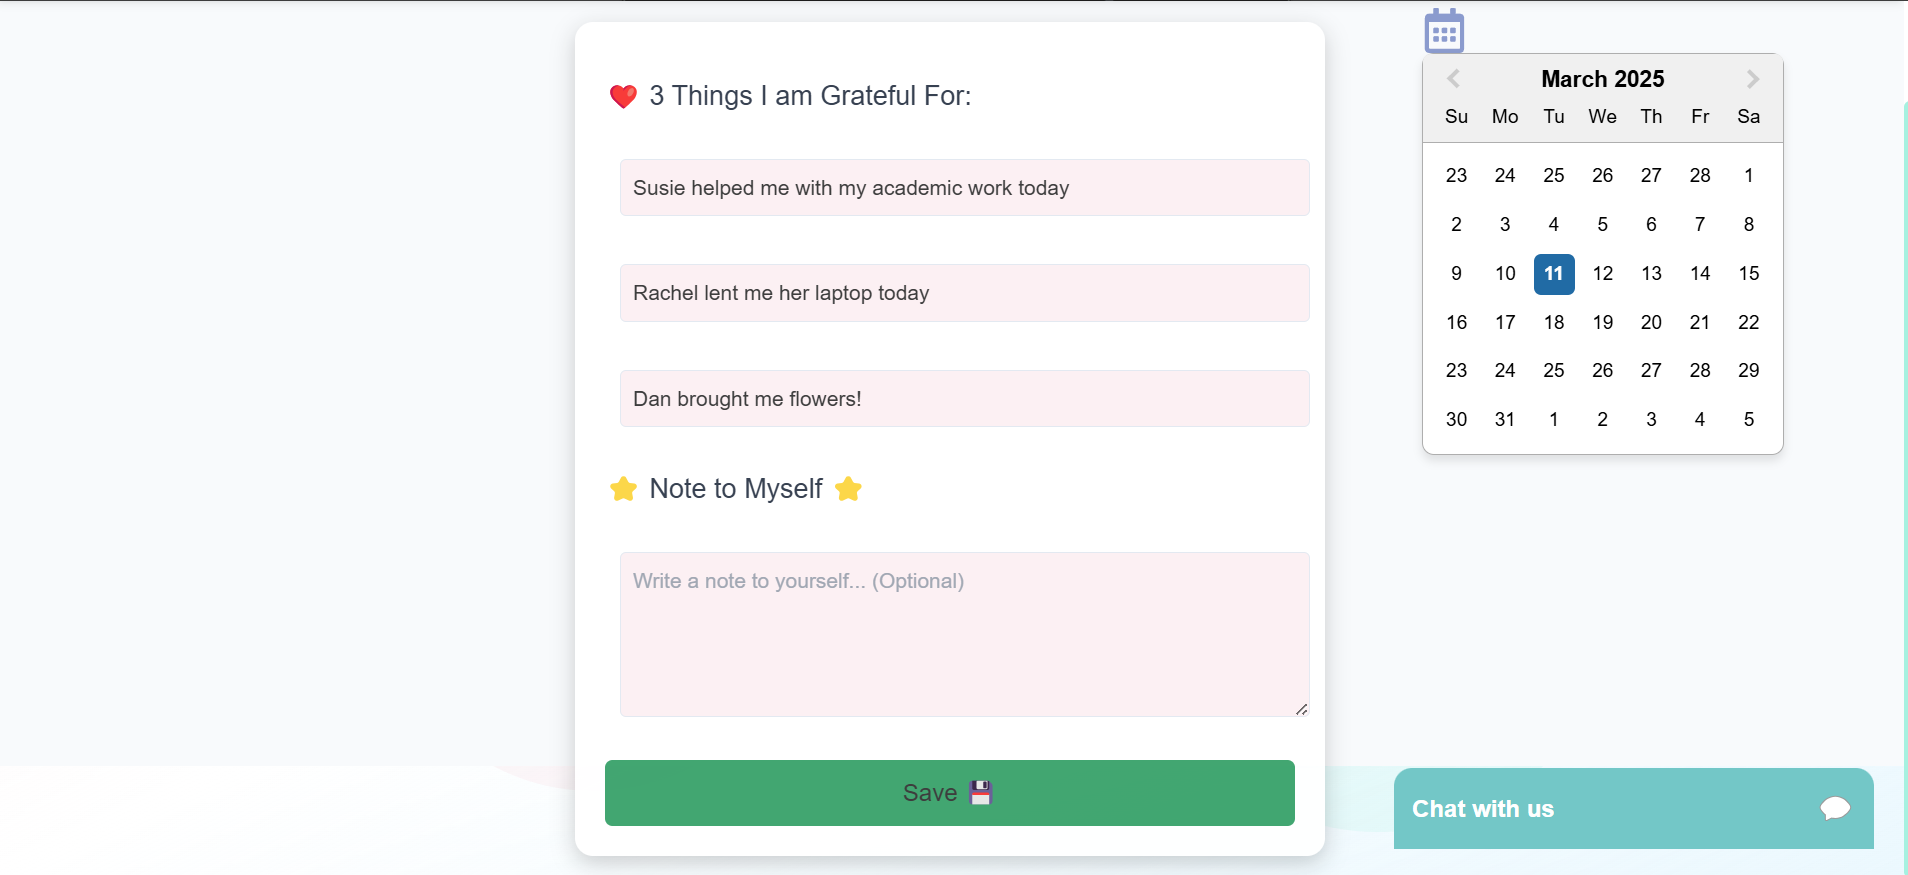 3 Things I am Grateful For:
Susie helped me with my academic work today
Rachel lent me her laptop today
Dan brought me flowers!
Note to Myself
Write a note to yourself... (Optional)
Save
March 2025
Su Mo Tu We Th Fr Sa
23 24 25 26 27 28 1
2 3 4 5 6 7 8
9 10 11 12 13 14 15
16 17 18 19 20 21 22
23 24 25 26 27 28 29
30 31 1 2 3 4 5
Chat with us